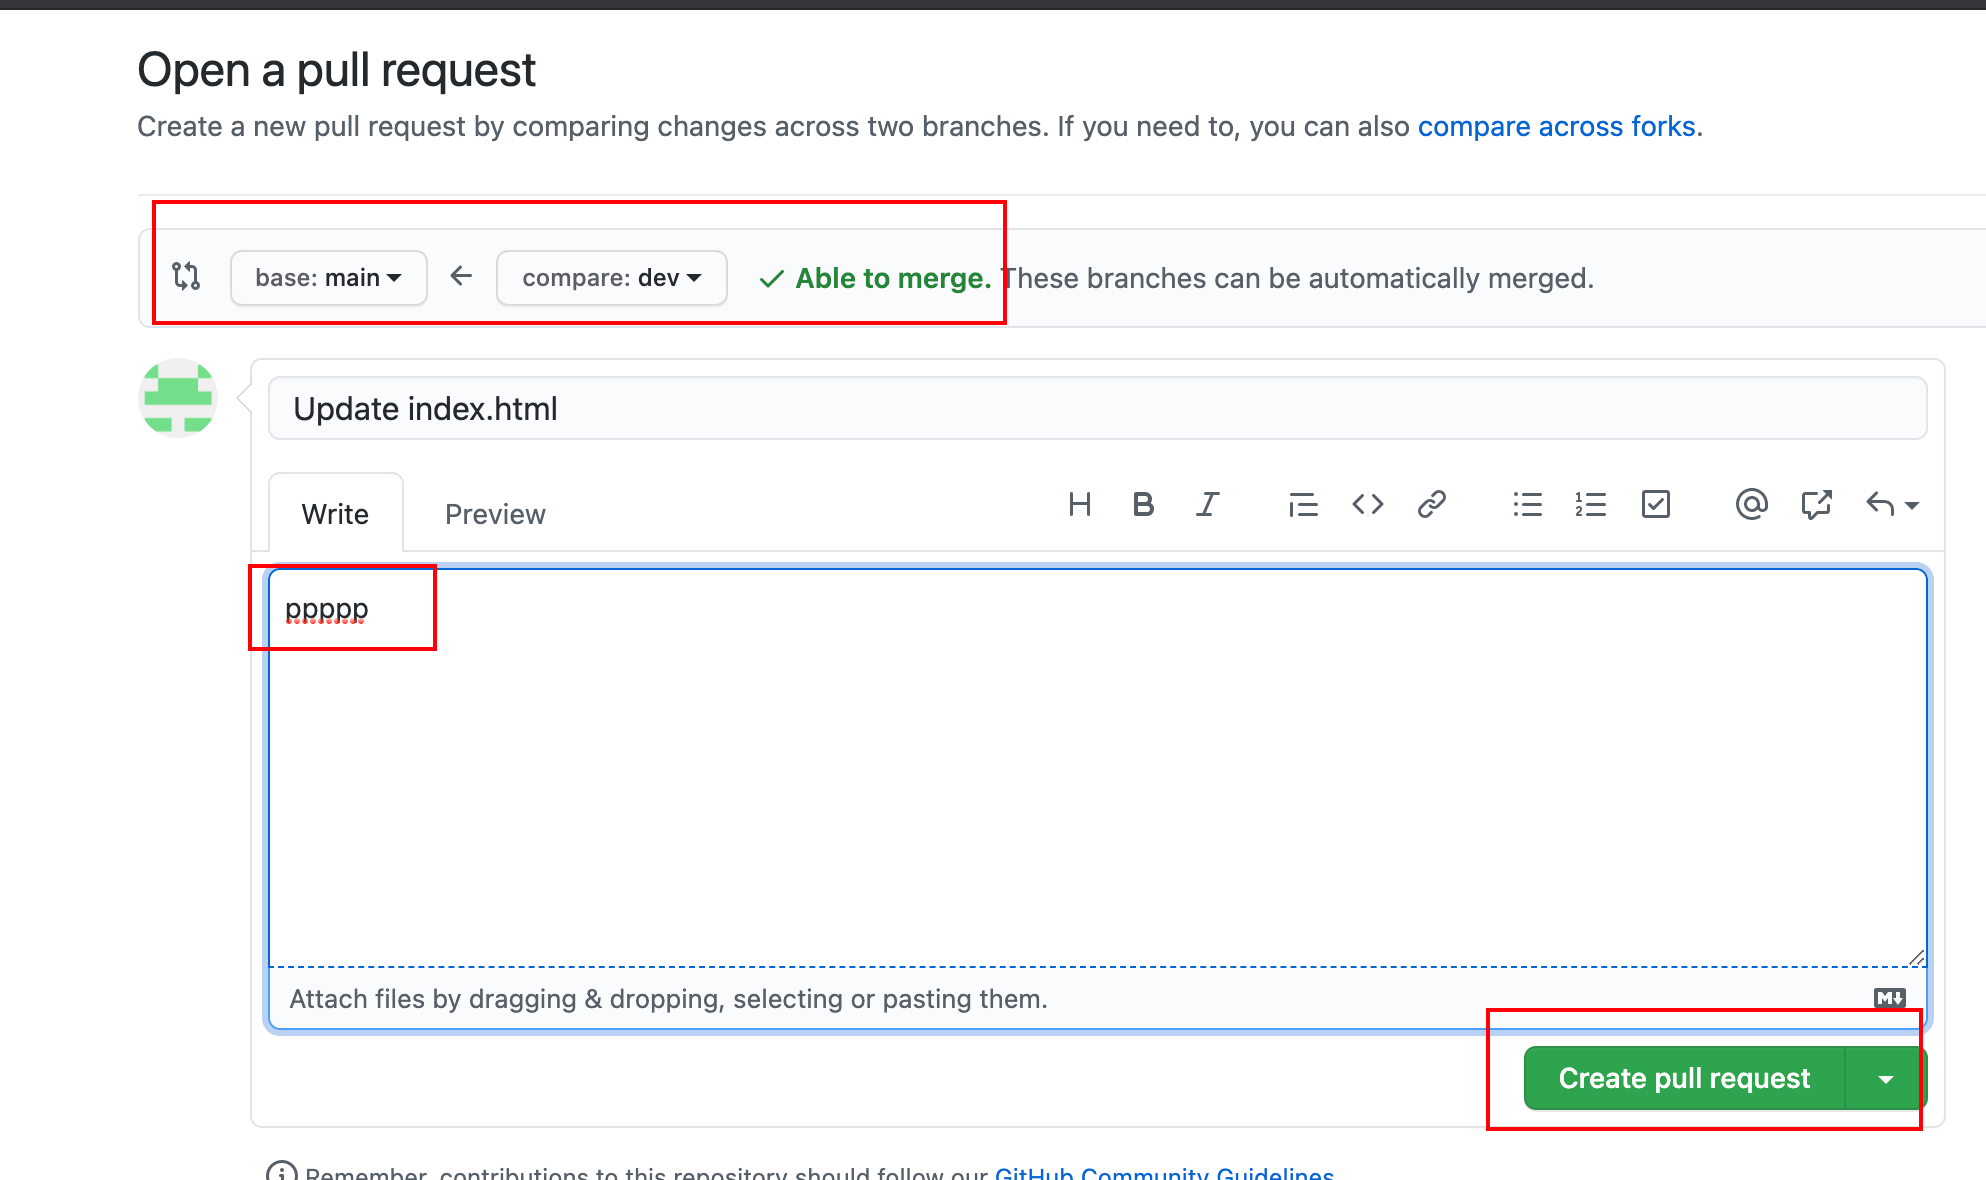 Open a pull request
Create a new pull request by comparing changes across two branches. If you need to, you can also compare across forks.
base: main compare: dev Able to merge. These branches can be automatically merged.
Update index.html
Write Preview
ppppp
Attach files by dragging & dropping, selecting or pasting them.
Create pull request
Remember, contributions to this repository should follow our GitHub Community Guidelines